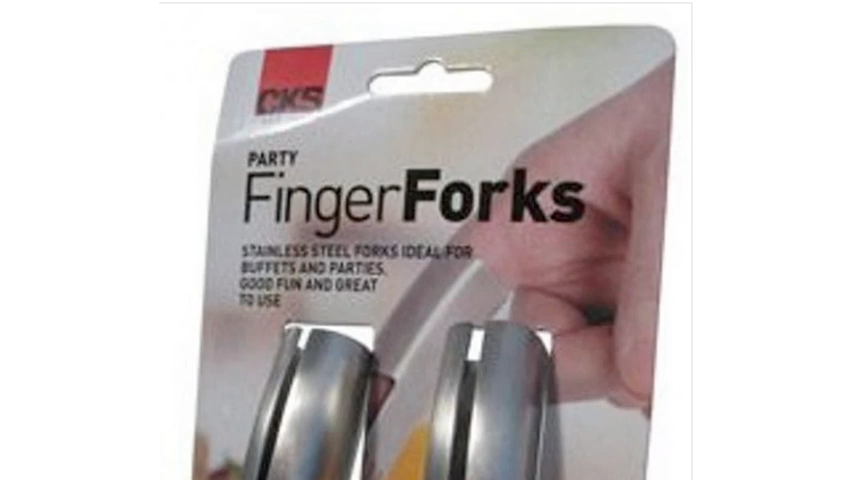 CKS
PARTY
FingerForks
STAINLESS STEEL FORKS IDEAL FOR
BUFFETS AND PARTIES.
GOOD FUN AND GREAT
TO USE